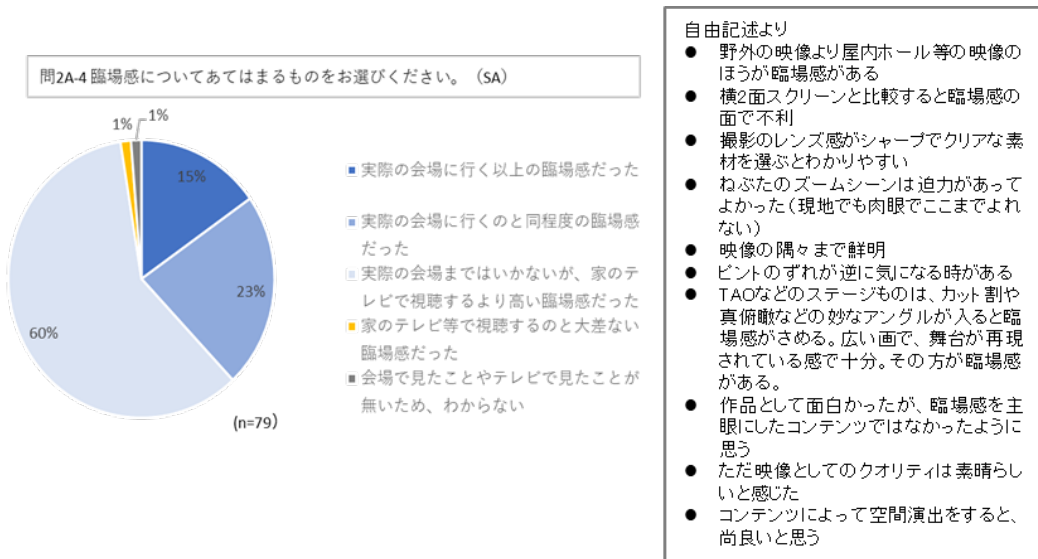 問2A-4 臨場感についてあてはまるものをお選びください。（SA）
1%
1%
15%
23%
60%
(n=79)
実際の会場に行く以上の臨場感だった
実際の会場に行くのと同程度の臨場感
だった
実際の会場まではいかないが、家のテ
レビで視聴するより高い臨場感だった
家のテレビ等で視聴するのと大差ない
臨場感だった
会場で見たことやテレビで見たことが
無いため、わからない
自由記述より
● 野外の映像より屋内ホール等の映像の
ほうが臨場感がある
● 横2面スクリーンと比較すると臨場感の
面で不利
● 撮影のレンズ感がシャープでクリアな素
材を選ぶとわかりやすい
● ねぶたのズームシーンは迫力があって
よかった（現地でも肉眼でここまでよれ
ない）
● 映像の隅々まで鮮明
● ピントのずれが逆に気になる時がある
● TAOなどのステージものは、カット割や
真俯瞰などの妙なアングルが入ると臨
場感がさめる。広い画で、舞台が再現
されている感で十分。その方が臨場感
がある。
● 作品として面白かったが、臨場感を主
眼にしたコンテンツではなかったように
思う
● ただ映像としてのクオリティは素晴らし
いと感じた
● コンテンツによって空間演出をすると、
尚良いと思う